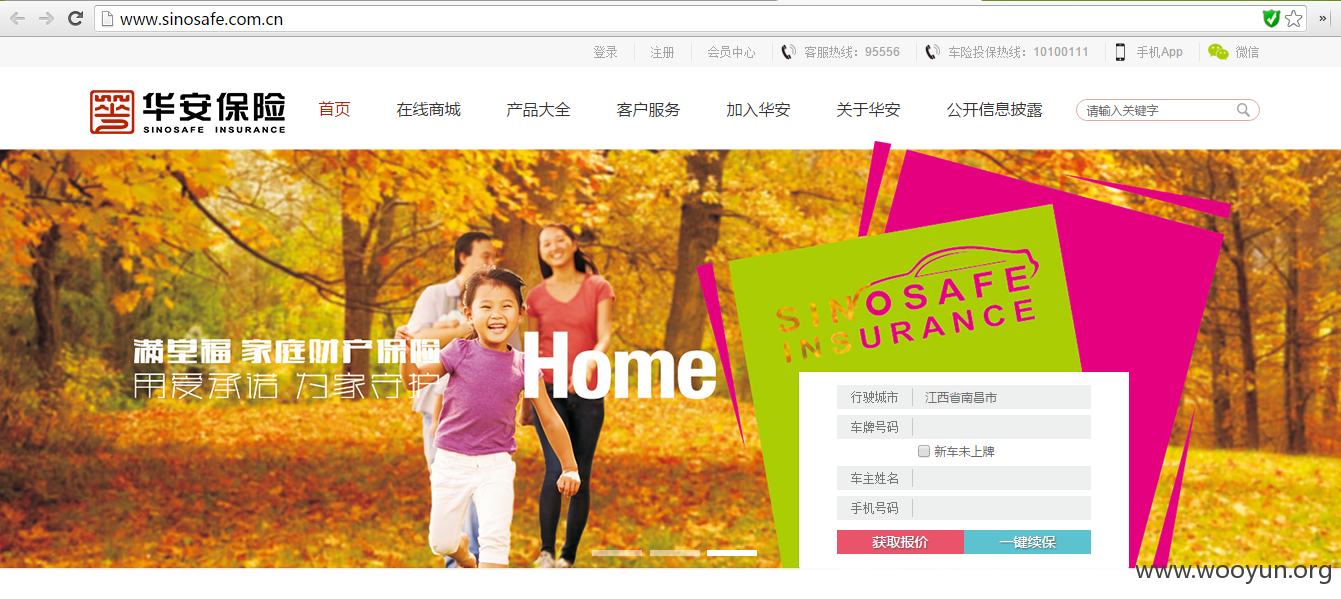 www.sinosafe.com.cn
登录 注册 会员中心 客服热线：95556 车险投保热线：10100111 手机App 微信
华安保险
SINOSAFE INSURANCE
首页 在线商城 产品大全 客户服务 加入华安 关于华安 公开信息披露 请输入关键字
SINOSAFE
INSURANCE
满堂福 家庭财产保险
用爱承诺 为家守护
Home
行驶城市 江西省南昌市
车牌号码
新车未上牌
车主姓名
手机号码
获取报价 一键续保
www.wooyun.org